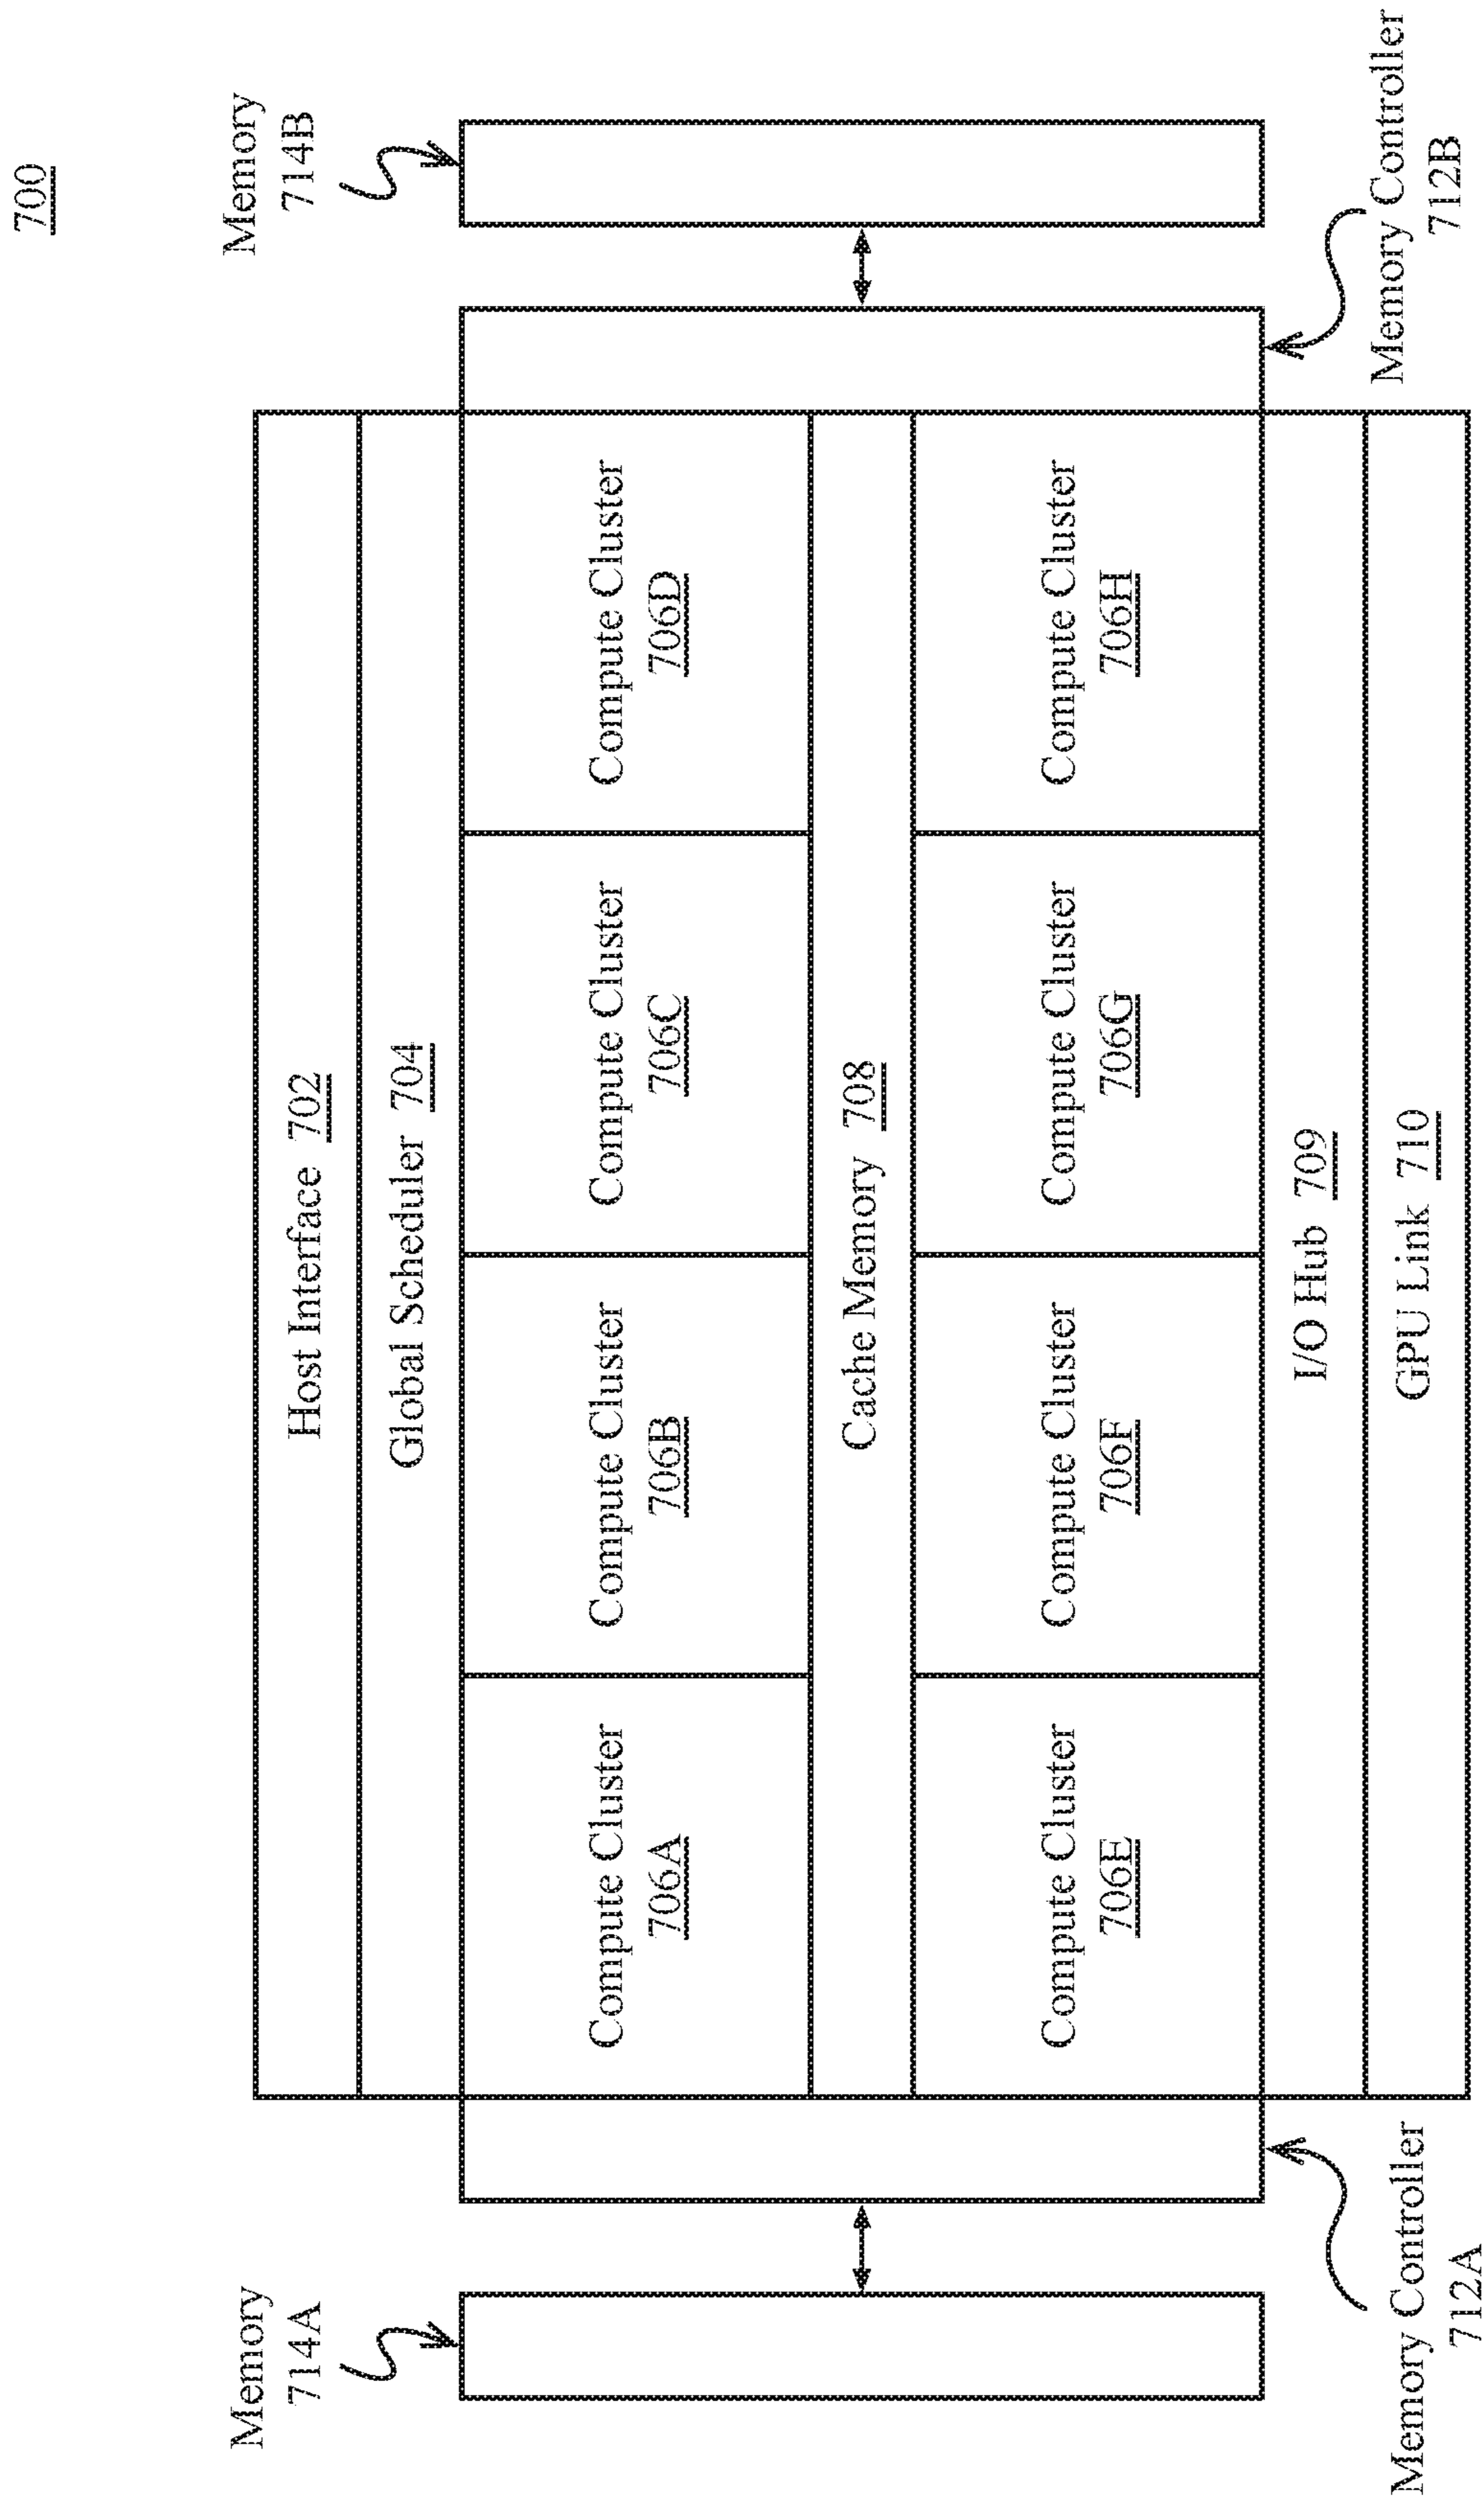 700
Host Interface 702
Global Scheduler 704
Memory
714A
Memory
714B
Compute Cluster
706A
Compute Cluster
706B
Compute Cluster
706C
Compute Cluster
706D
Cache Memory 708
Compute Cluster
706E
Compute Cluster
706F
Compute Cluster
706G
Compute Cluster
706H
I/O Hub 709
GPU Link 710
Memory Controller
712A
Memory Controller
712B